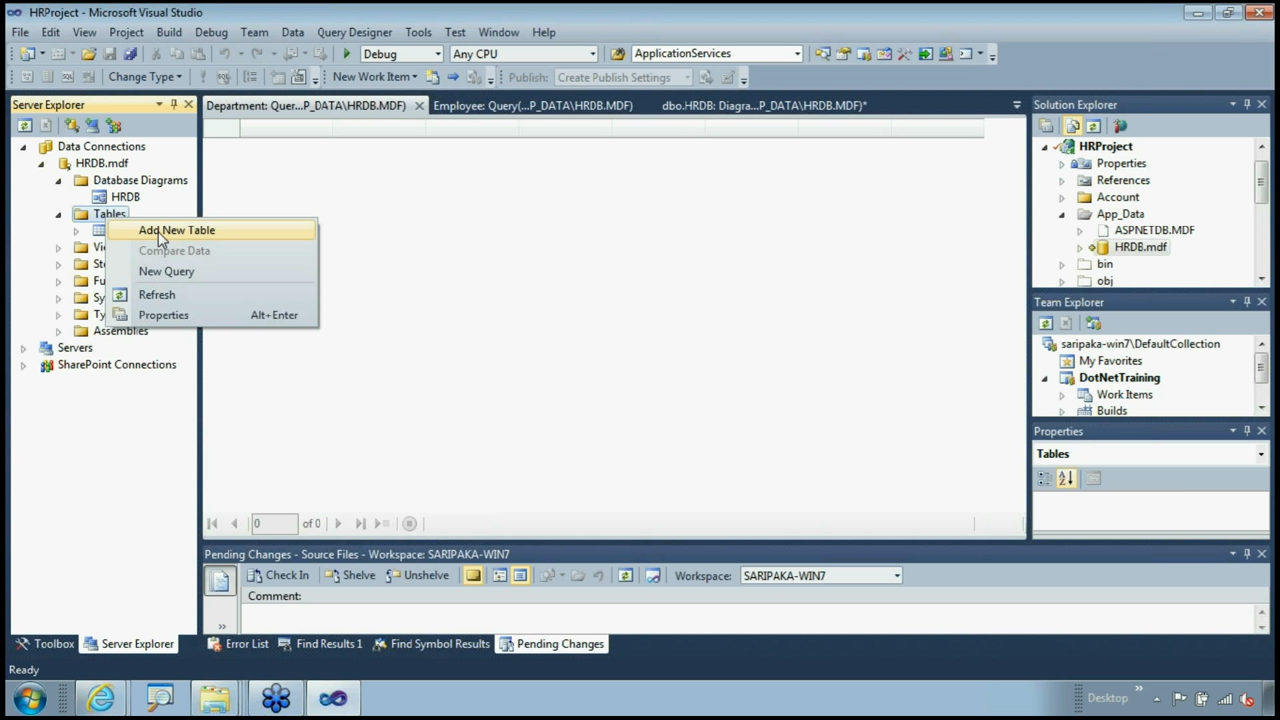 HRProject - Microsoft Visual Studio
File Edit View Project Build Debug Team Data Query Designer Tools Test Window Help
Debug Any CPU ApplicationServices
Change Type New Work Item Publish: Create Publish Settings
Server Explorer
Department: Quer...P_DATA\HRDB.MDF) Employee: Query(...P_DATA\HRDB.MDF) dbo.HRDB: Diagra...P_DATA\HRDB.MDF)*
Solution Explorer
Data Connections
HRDB.mdf
Database Diagrams
HRDB
Tables
Add New Table
Compare Data
New Query
Refresh
Properties Alt+Enter
Assemblies
Servers
SharePoint Connections
HRProject
Properties
References
Account
App_Data
ASPNETDB.MDF
HRDB.mdf
bin
obj
Team Explorer
saripaka-win7\DefaultCollection
My Favorites
DotNetTraining
Work Items
Builds
Properties
Tables
0 of 0
Pending Changes - Source Files - Workspace: SARIPAKA-WIN7
Check In Shelve Unshelve Workspace: SARIPAKA-WIN7
Comment:
Toolbox Server Explorer Error List Find Results 1 Find Symbol Results Pending Changes
Ready
Desktop